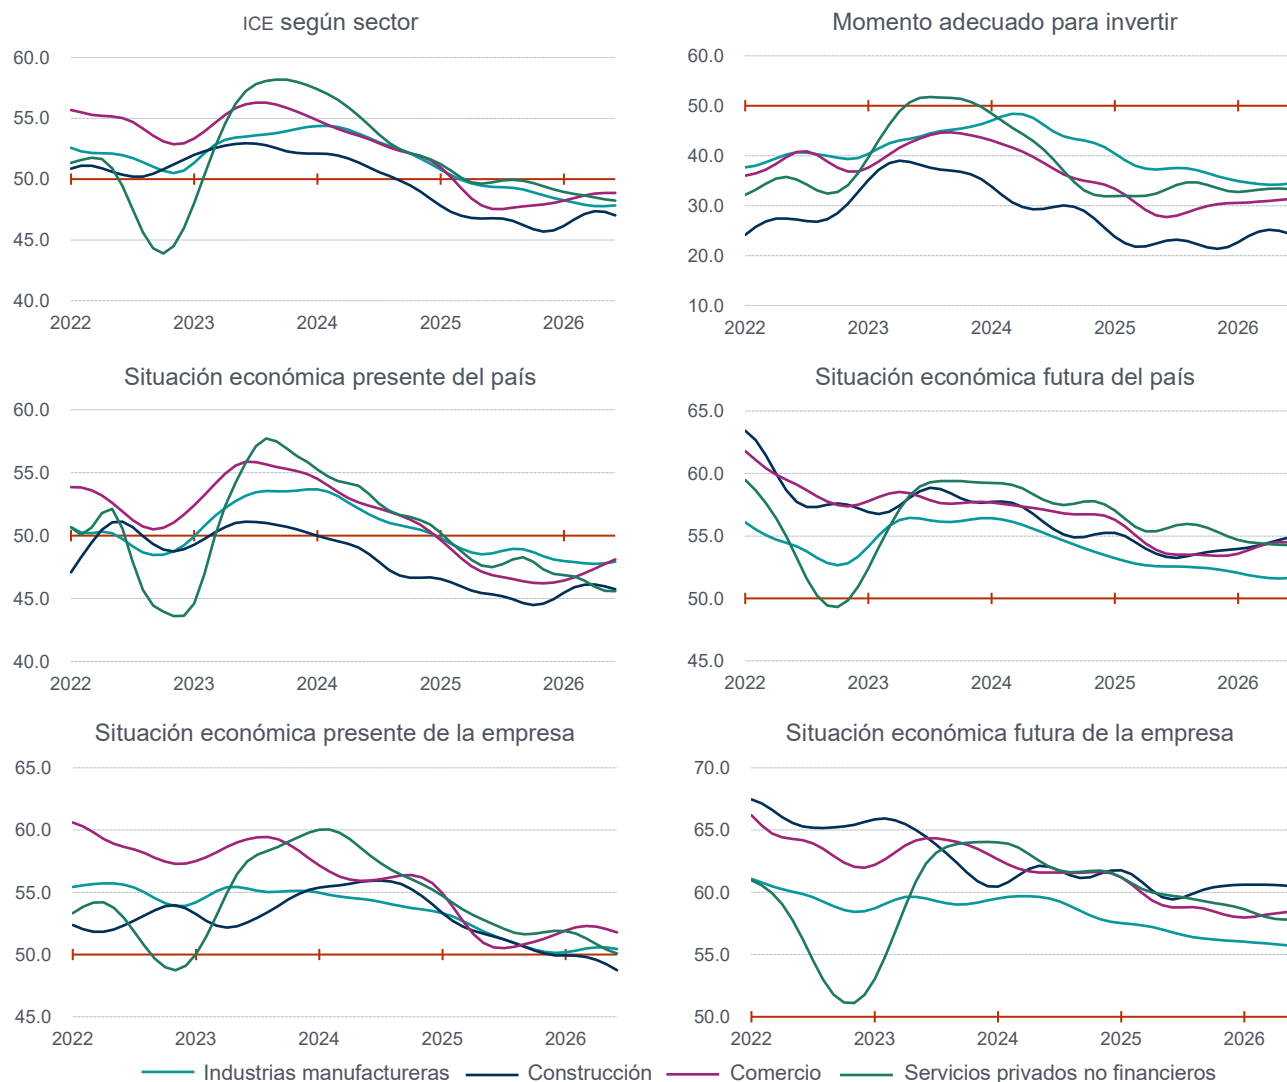 ICE según sector
60.0
55.0
50.0
45.0
40.0
2022 2023 2024 2025 2026
Momento adecuado para invertir
60.0
50.0
40.0
30.0
20.0
10.0
2022 2023 2024 2025 2026
Situación económica presente del país
60.0
55.0
50.0
45.0
40.0
2022 2023 2024 2025 2026
Situación económica futura del país
65.0
60.0
55.0
50.0
45.0
2022 2023 2024 2025 2026
Situación económica presente de la empresa
65.0
60.0
55.0
50.0
45.0
2022 2023 2024 2025 2026
Situación económica futura de la empresa
70.0
65.0
60.0
55.0
50.0
2022 2023 2024 2025 2026
Industrias manufactureras Construcción Comercio Servicios privados no financieros